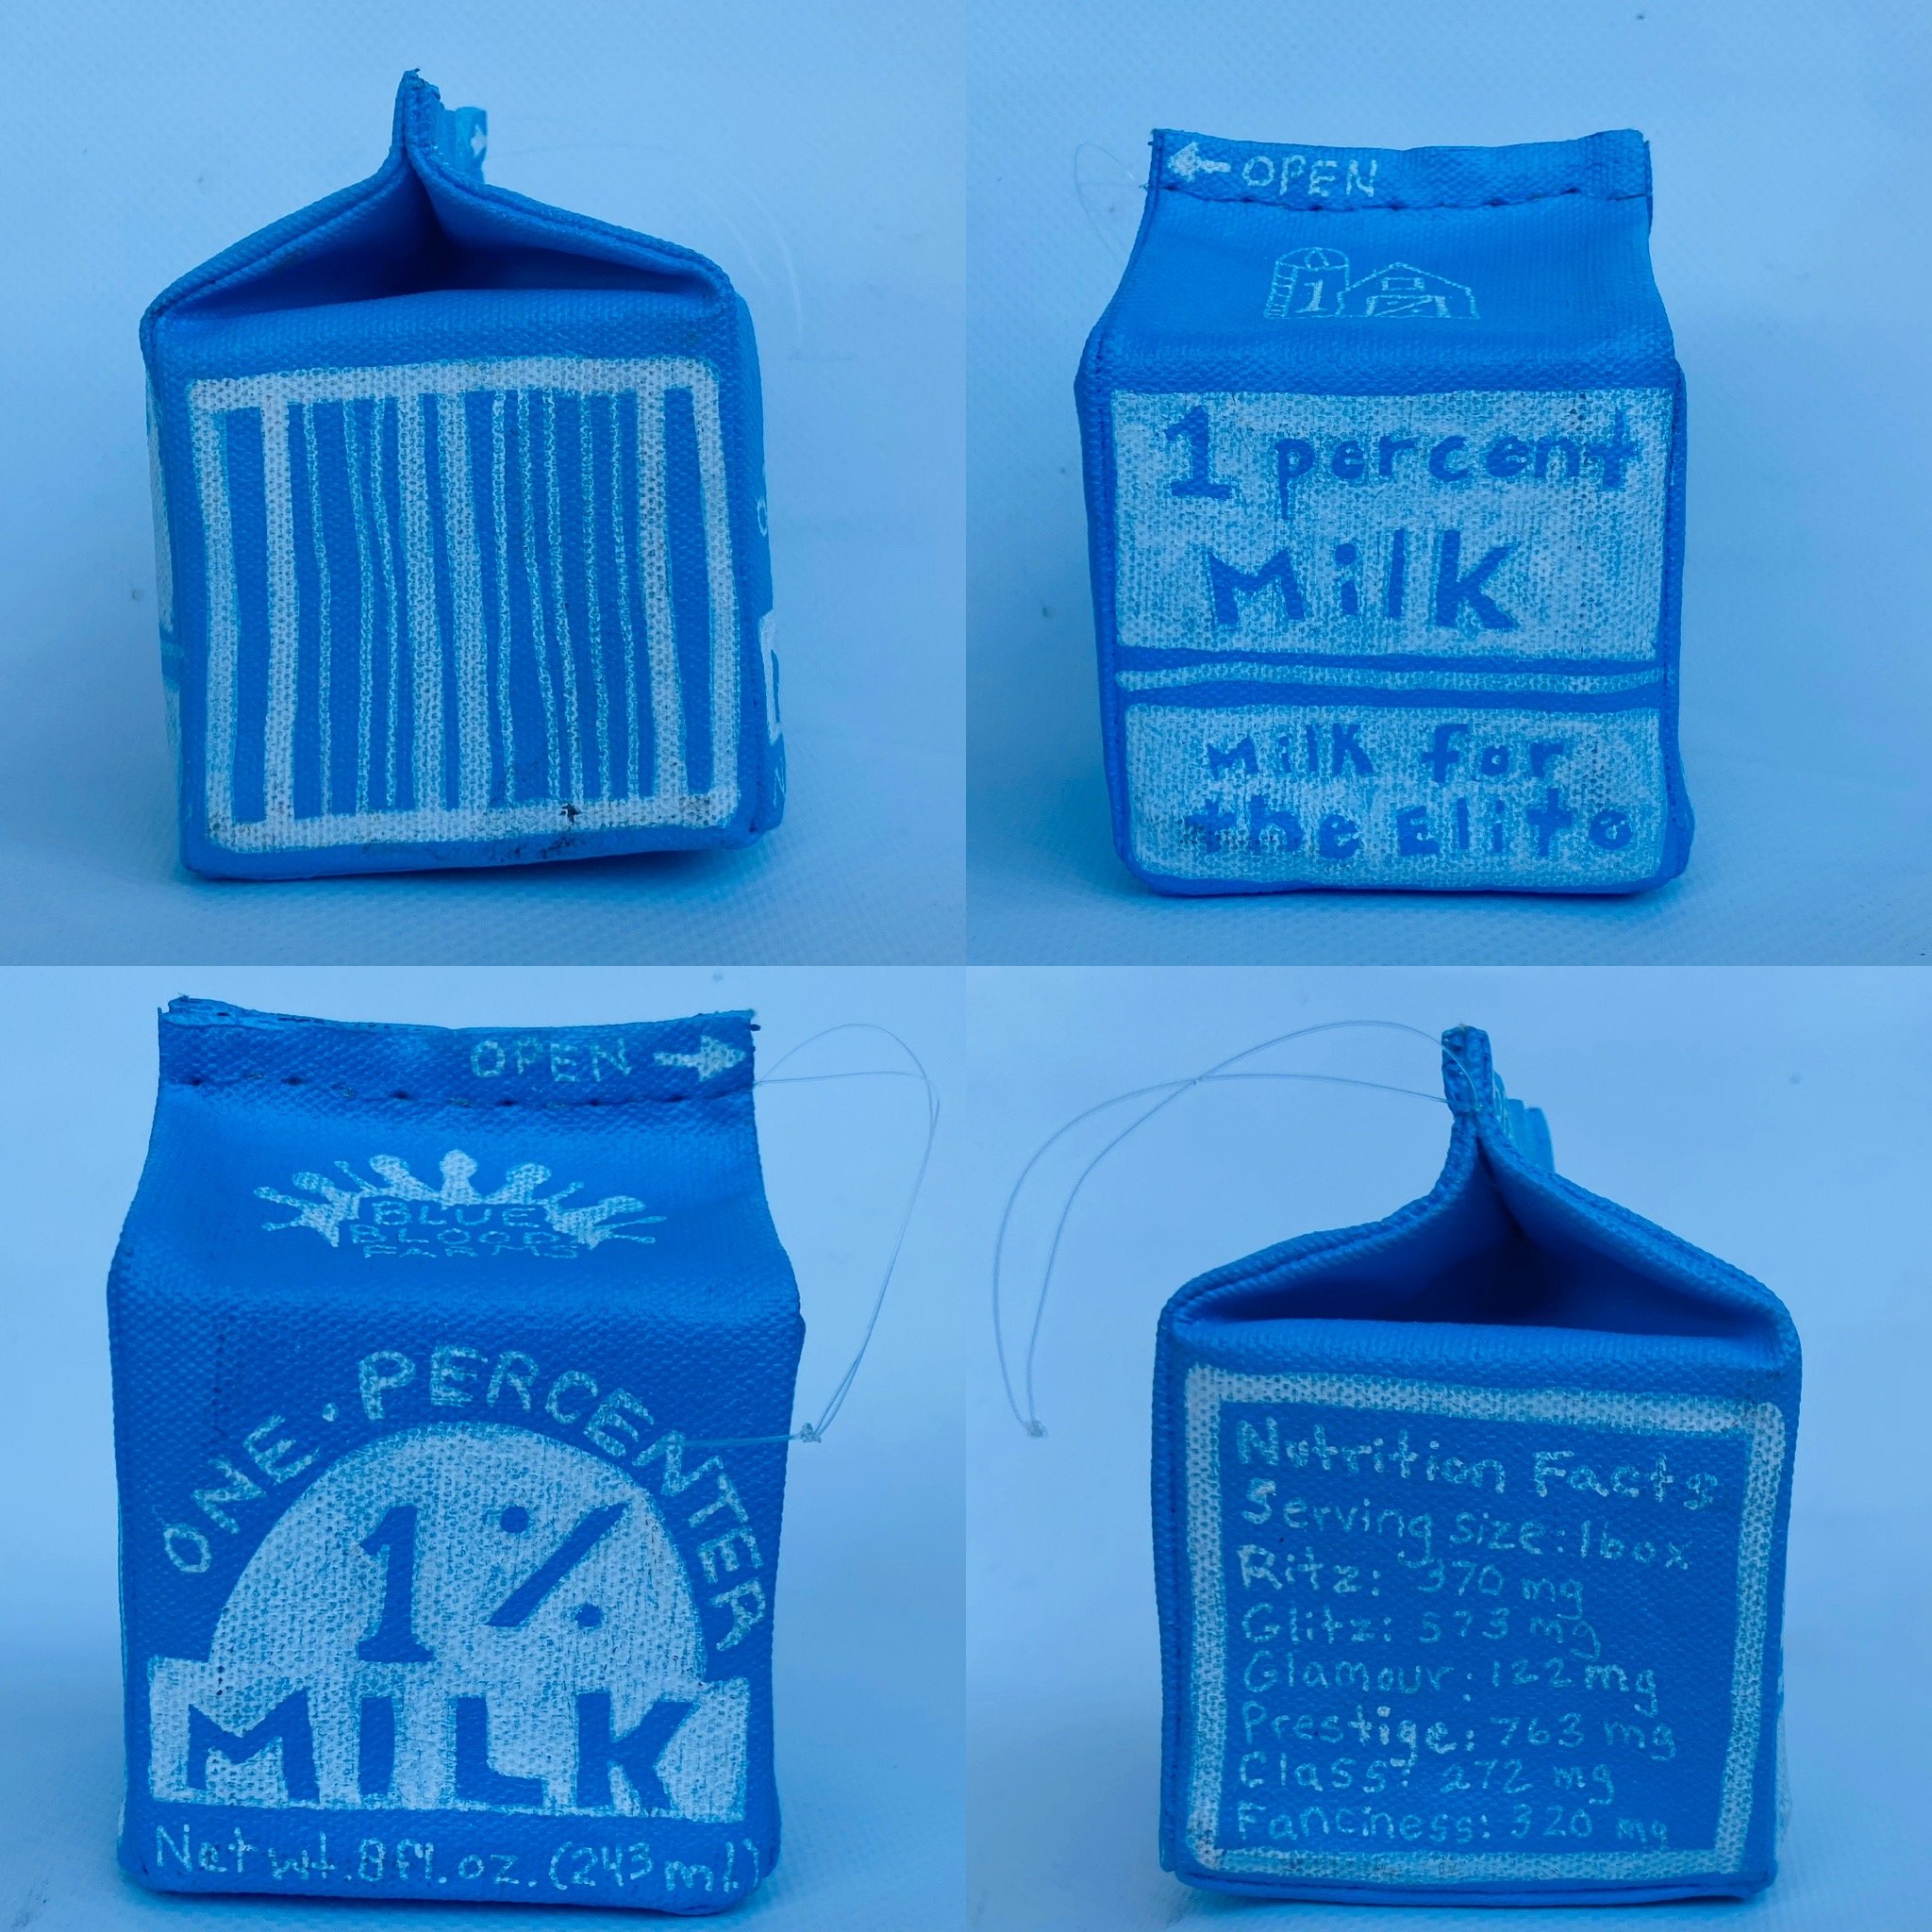 ← OPEN
1 %
1 percent
Milk
Milk for
the Elite
OPEN →
BLUE
BLOOD
FARMS
ONE·PERCENTER
1%
MILK
Net wt. 8 fl. oz. (243 ml)
Nutrition Facts
Serving size: 1 box
Ritz: 370 mg
Glitz: 573 mg
Glamour: 122 mg
Prestige: 763 mg
Class: 272 mg
Fanciness: 320 mg